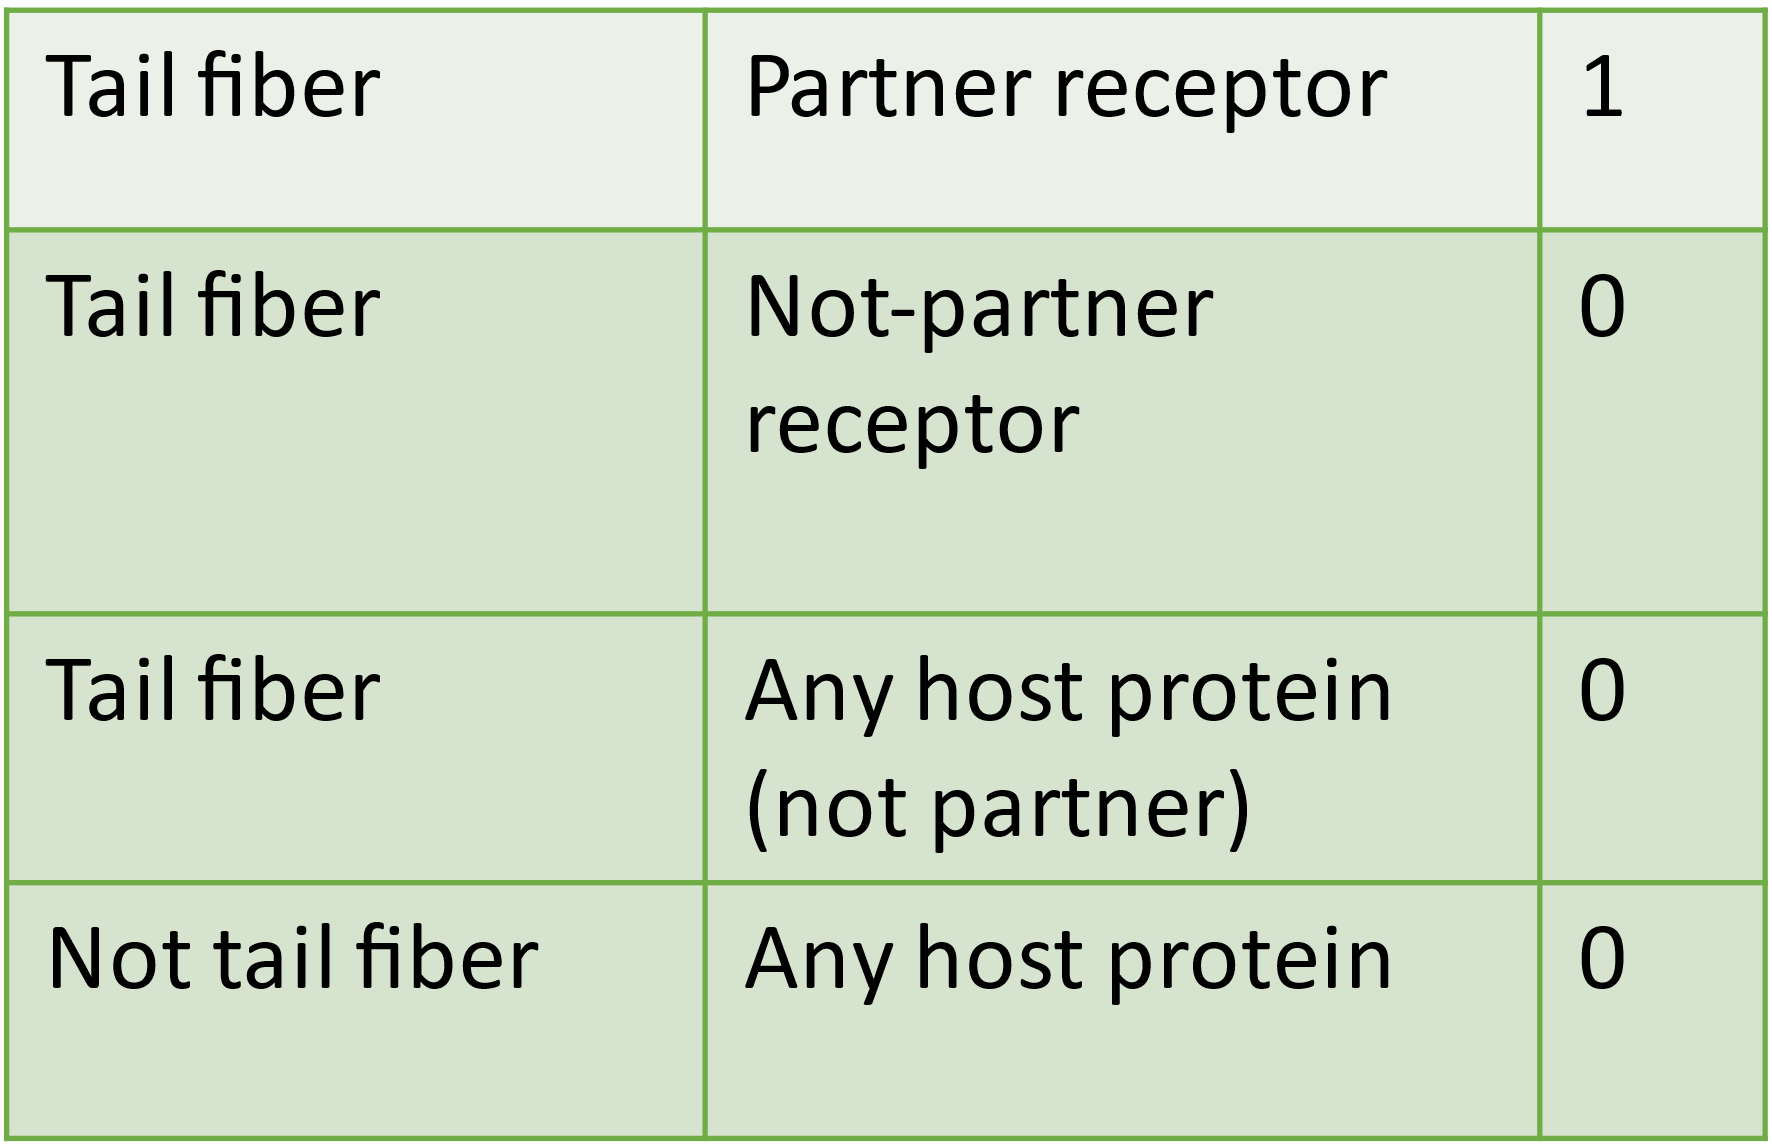 Tail fiber
Partner receptor
1
Tail fiber
Not-partner
receptor
0
Tail fiber
Any host protein
(not partner)
0
Not tail fiber
Any host protein
0